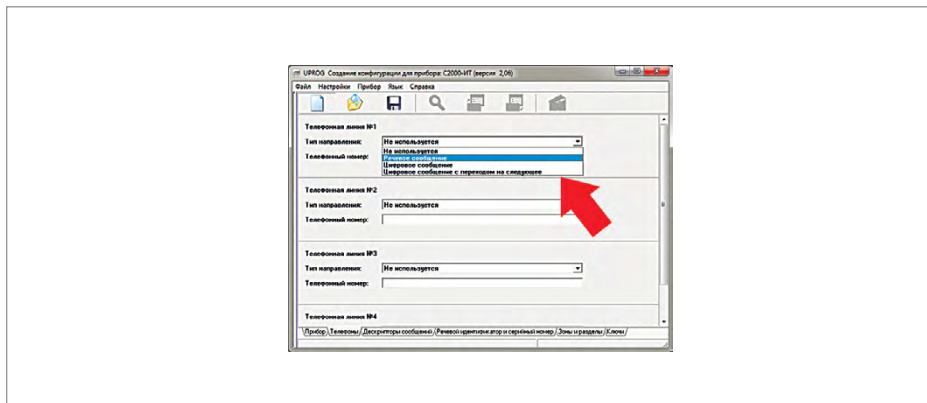 UPROG Создание конфигурации для прибора: С2000-ИТ (версия 2,06)
Файл Настройки Прибор Язык Справка
Телефонная линия №1
Тип направления: Не используется
Не используется
Телефонный номер: Речевое сообщение
Цифровое сообщение
Цифровое сообщение с переходом на следующее
Телефонная линия №2
Тип направления: Не используется
Телефонный номер:
Телефонная линия №3
Тип направления: Не используется
Телефонный номер:
Телефонная линия №4
Прибор Телефоны Дескрипторы сообщений Речевой идентификатор и серийный номер Зоны и разделы Ключи